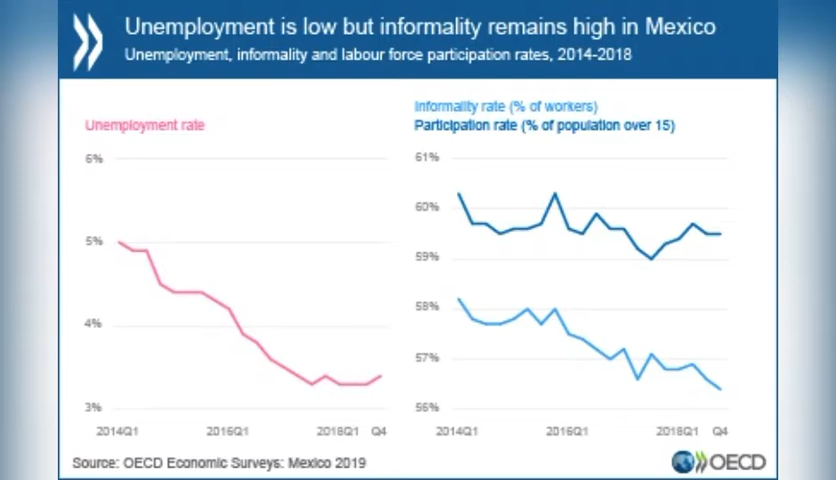 Unemployment is low but informality remains high in Mexico
Unemployment, informality and labour force participation rates, 2014-2018
Unemployment rate
6%
5%
4%
3%
2014Q1
2016Q1
2018Q1
Q4
Informality rate (% of workers)
Participation rate (% of population over 15)
61%
60%
59%
58%
57%
56%
2014Q1
2016Q1
2018Q1
Q4
Source: OECD Economic Surveys: Mexico 2019
OECD